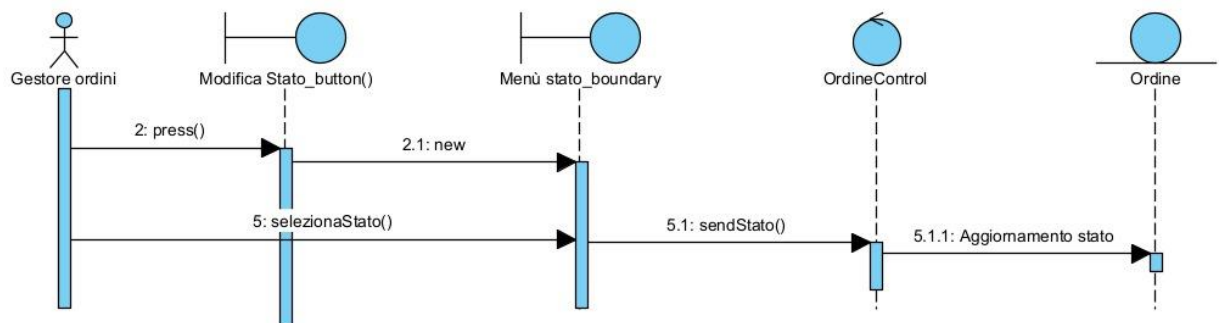 Gestore ordini
Modifica Stato_button()
Menù stato_boundary
OrdineControl
Ordine
2: press()
2.1: new
5: selezionaStato()
5.1: sendStato()
5.1.1: Aggiornamento stato